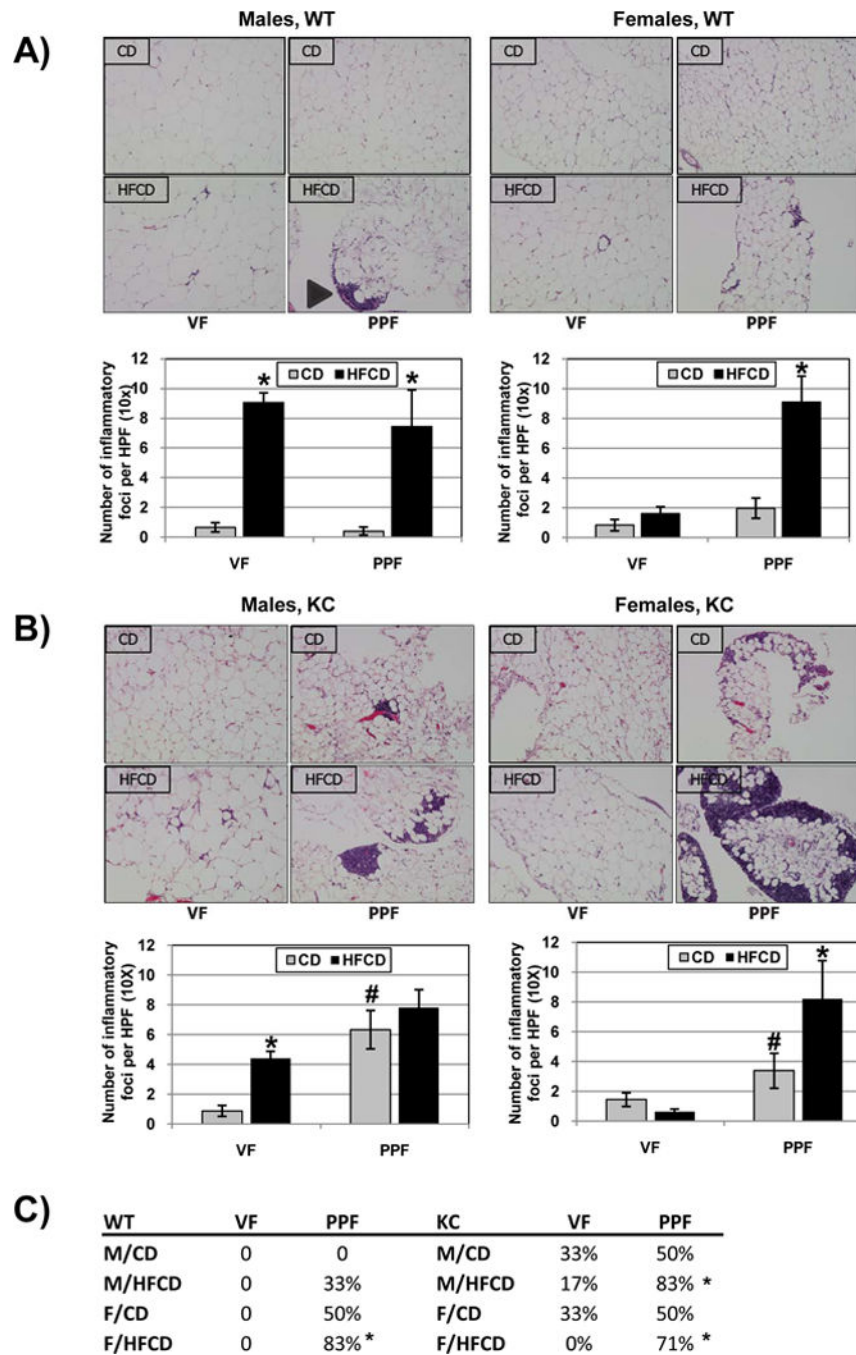 A)
Males, WT
Females, WT
CD
CD
CD
CD
HFCD
HFCD
HFCD
HFCD
VF
PPF
VF
PPF
Number of inflammatory
foci per HPF (10x)
12
10
8
6
4
2
0
CD HFCD
*
*
VF
PPF
Number of inflammatory
foci per HPF (10x)
12
10
8
6
4
2
0
CD HFCD
*
VF
PPF
B)
Males, KC
Females, KC
CD
CD
CD
CD
HFCD
HFCD
HFCD
HFCD
VF
PPF
VF
PPF
Number of inflammatory
foci per HPF (10X)
12
10
8
6
4
2
0
CD HFCD
*
#
VF
PPF
Number of inflammatory
foci per HPF (10X)
12
10
8
6
4
2
0
CD HFCD
#
*
VF
PPF
C)
WT VF PPF KC VF PPF
M/CD 0 0 M/CD 33% 50%
M/HFCD 0 33% M/HFCD 17% 83% *
F/CD 0 50% F/CD 33% 50%
F/HFCD 0 83% * F/HFCD 0% 71% *